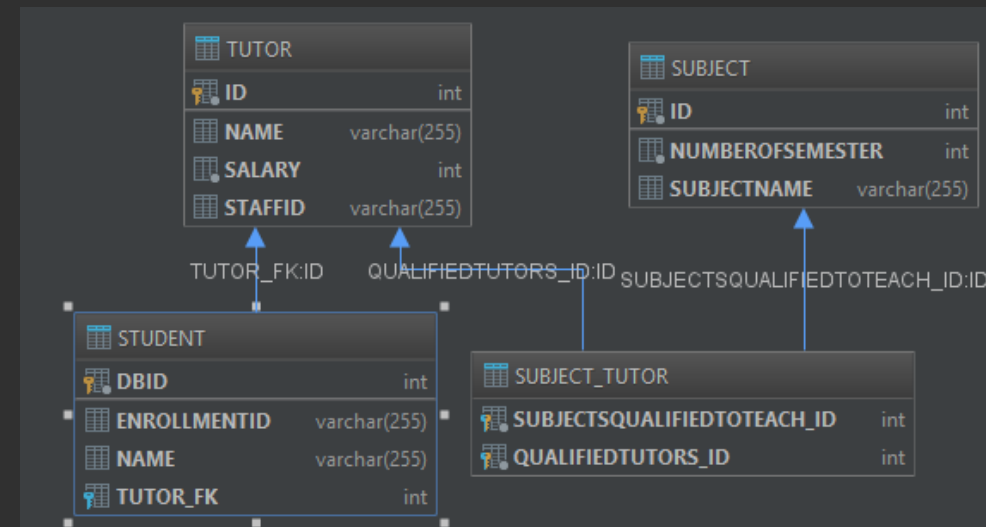 TUTOR
ID int
NAME varchar(255)
SALARY int
STAFFID varchar(255)
SUBJECT
ID int
NUMBEROFSEMESTER int
SUBJECTNAME varchar(255)
TUTOR_FK:ID
QUALIFIEDTUTORS_ID:ID
SUBJECTSQUALIFIEDTOTEACH_ID:ID
STUDENT
DBID int
ENROLLMENTID varchar(255)
NAME varchar(255)
TUTOR_FK int
SUBJECT_TUTOR
SUBJECTSQUALIFIEDTOTEACH_ID int
QUALIFIEDTUTORS_ID int